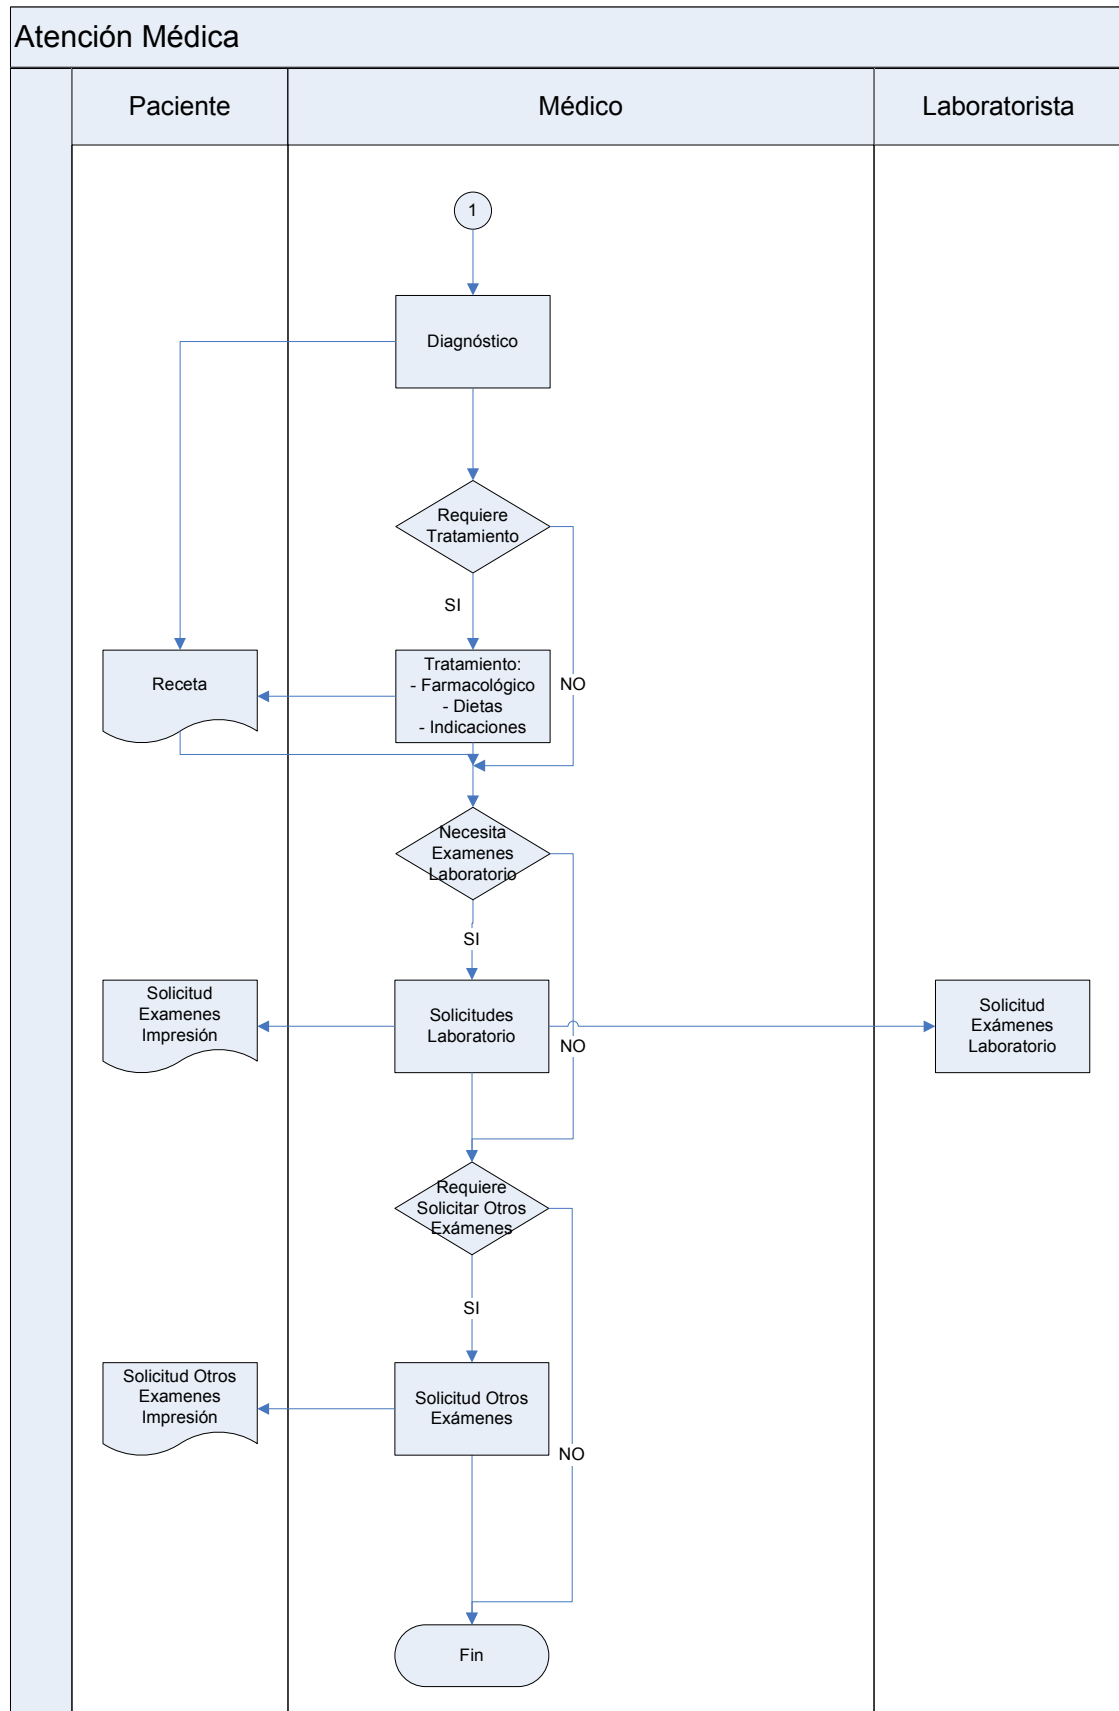 Atención Médica
Paciente
Médico
Laboratorista
1
Diagnóstico
Requiere
Tratamiento
SI
Receta
Tratamiento:
- Farmacológico
- Dietas
- Indicaciones
NO
Necesita
Examenes
Laboratorio
SI
Solicitud
Examenes
Impresión
Solicitudes
Laboratorio
NO
Solicitud
Exámenes
Laboratorio
Requiere
Solicitar Otros
Exámenes
SI
Solicitud Otros
Examenes
Impresión
Solicitud Otros
Exámenes
NO
Fin